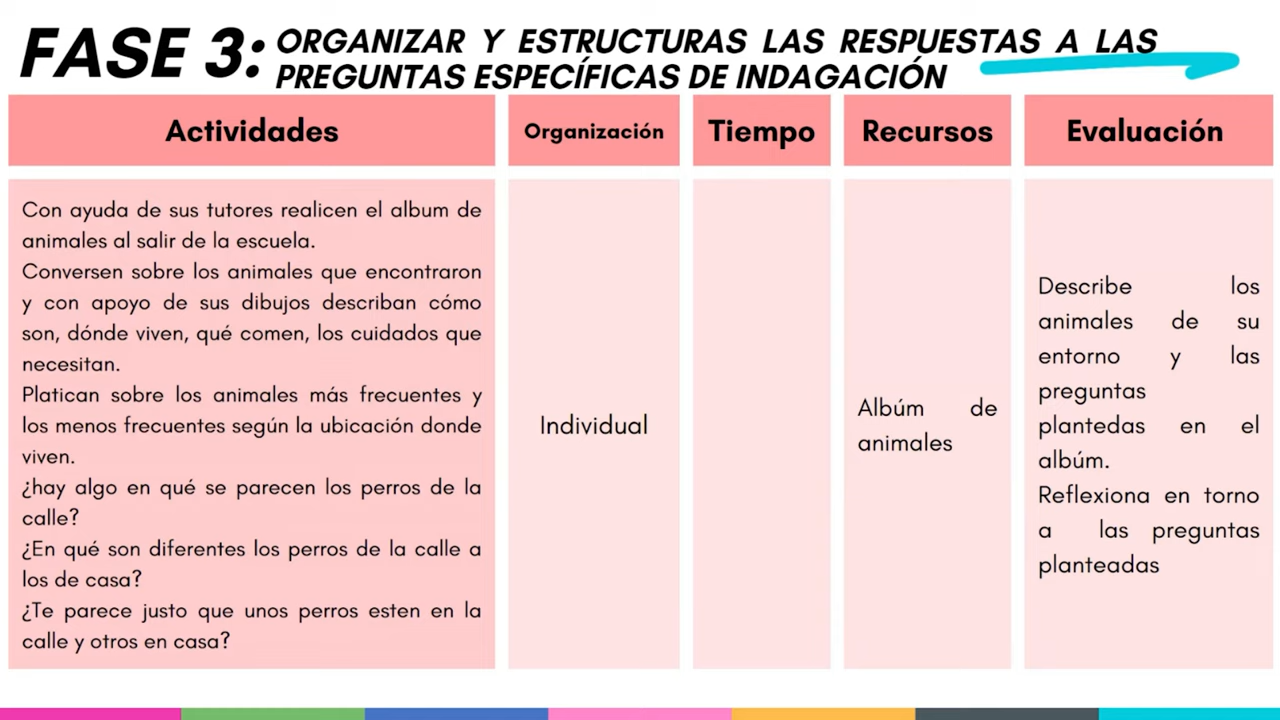 FASE 3:
ORGANIZAR Y ESTRUCTURAS LAS RESPUESTAS A LAS
PREGUNTAS ESPECÍFICAS DE INDAGACIÓN
Actividades
Organización
Tiempo
Recursos
Evaluación
Con ayuda de sus tutores realicen el album de
animales al salir de la escuela.
Conversen sobre los animales que encontraron
y con apoyo de sus dibujos describan cómo
son, dónde viven, qué comen, los cuidados que
necesitan.
Platican sobre los animales más frecuentes y
los menos frecuentes según la ubicación donde
viven.
¿hay algo en qué se parecen los perros de la
calle?
¿En qué son diferentes los perros de la calle a
los de casa?
¿Te parece justo que unos perros esten en la
calle y otros en casa?
Individual
Albúm de
animales
Describe los
animales de su
entorno y las
preguntas
plantedas en el
albúm.
Reflexiona en torno
a las preguntas
planteadas